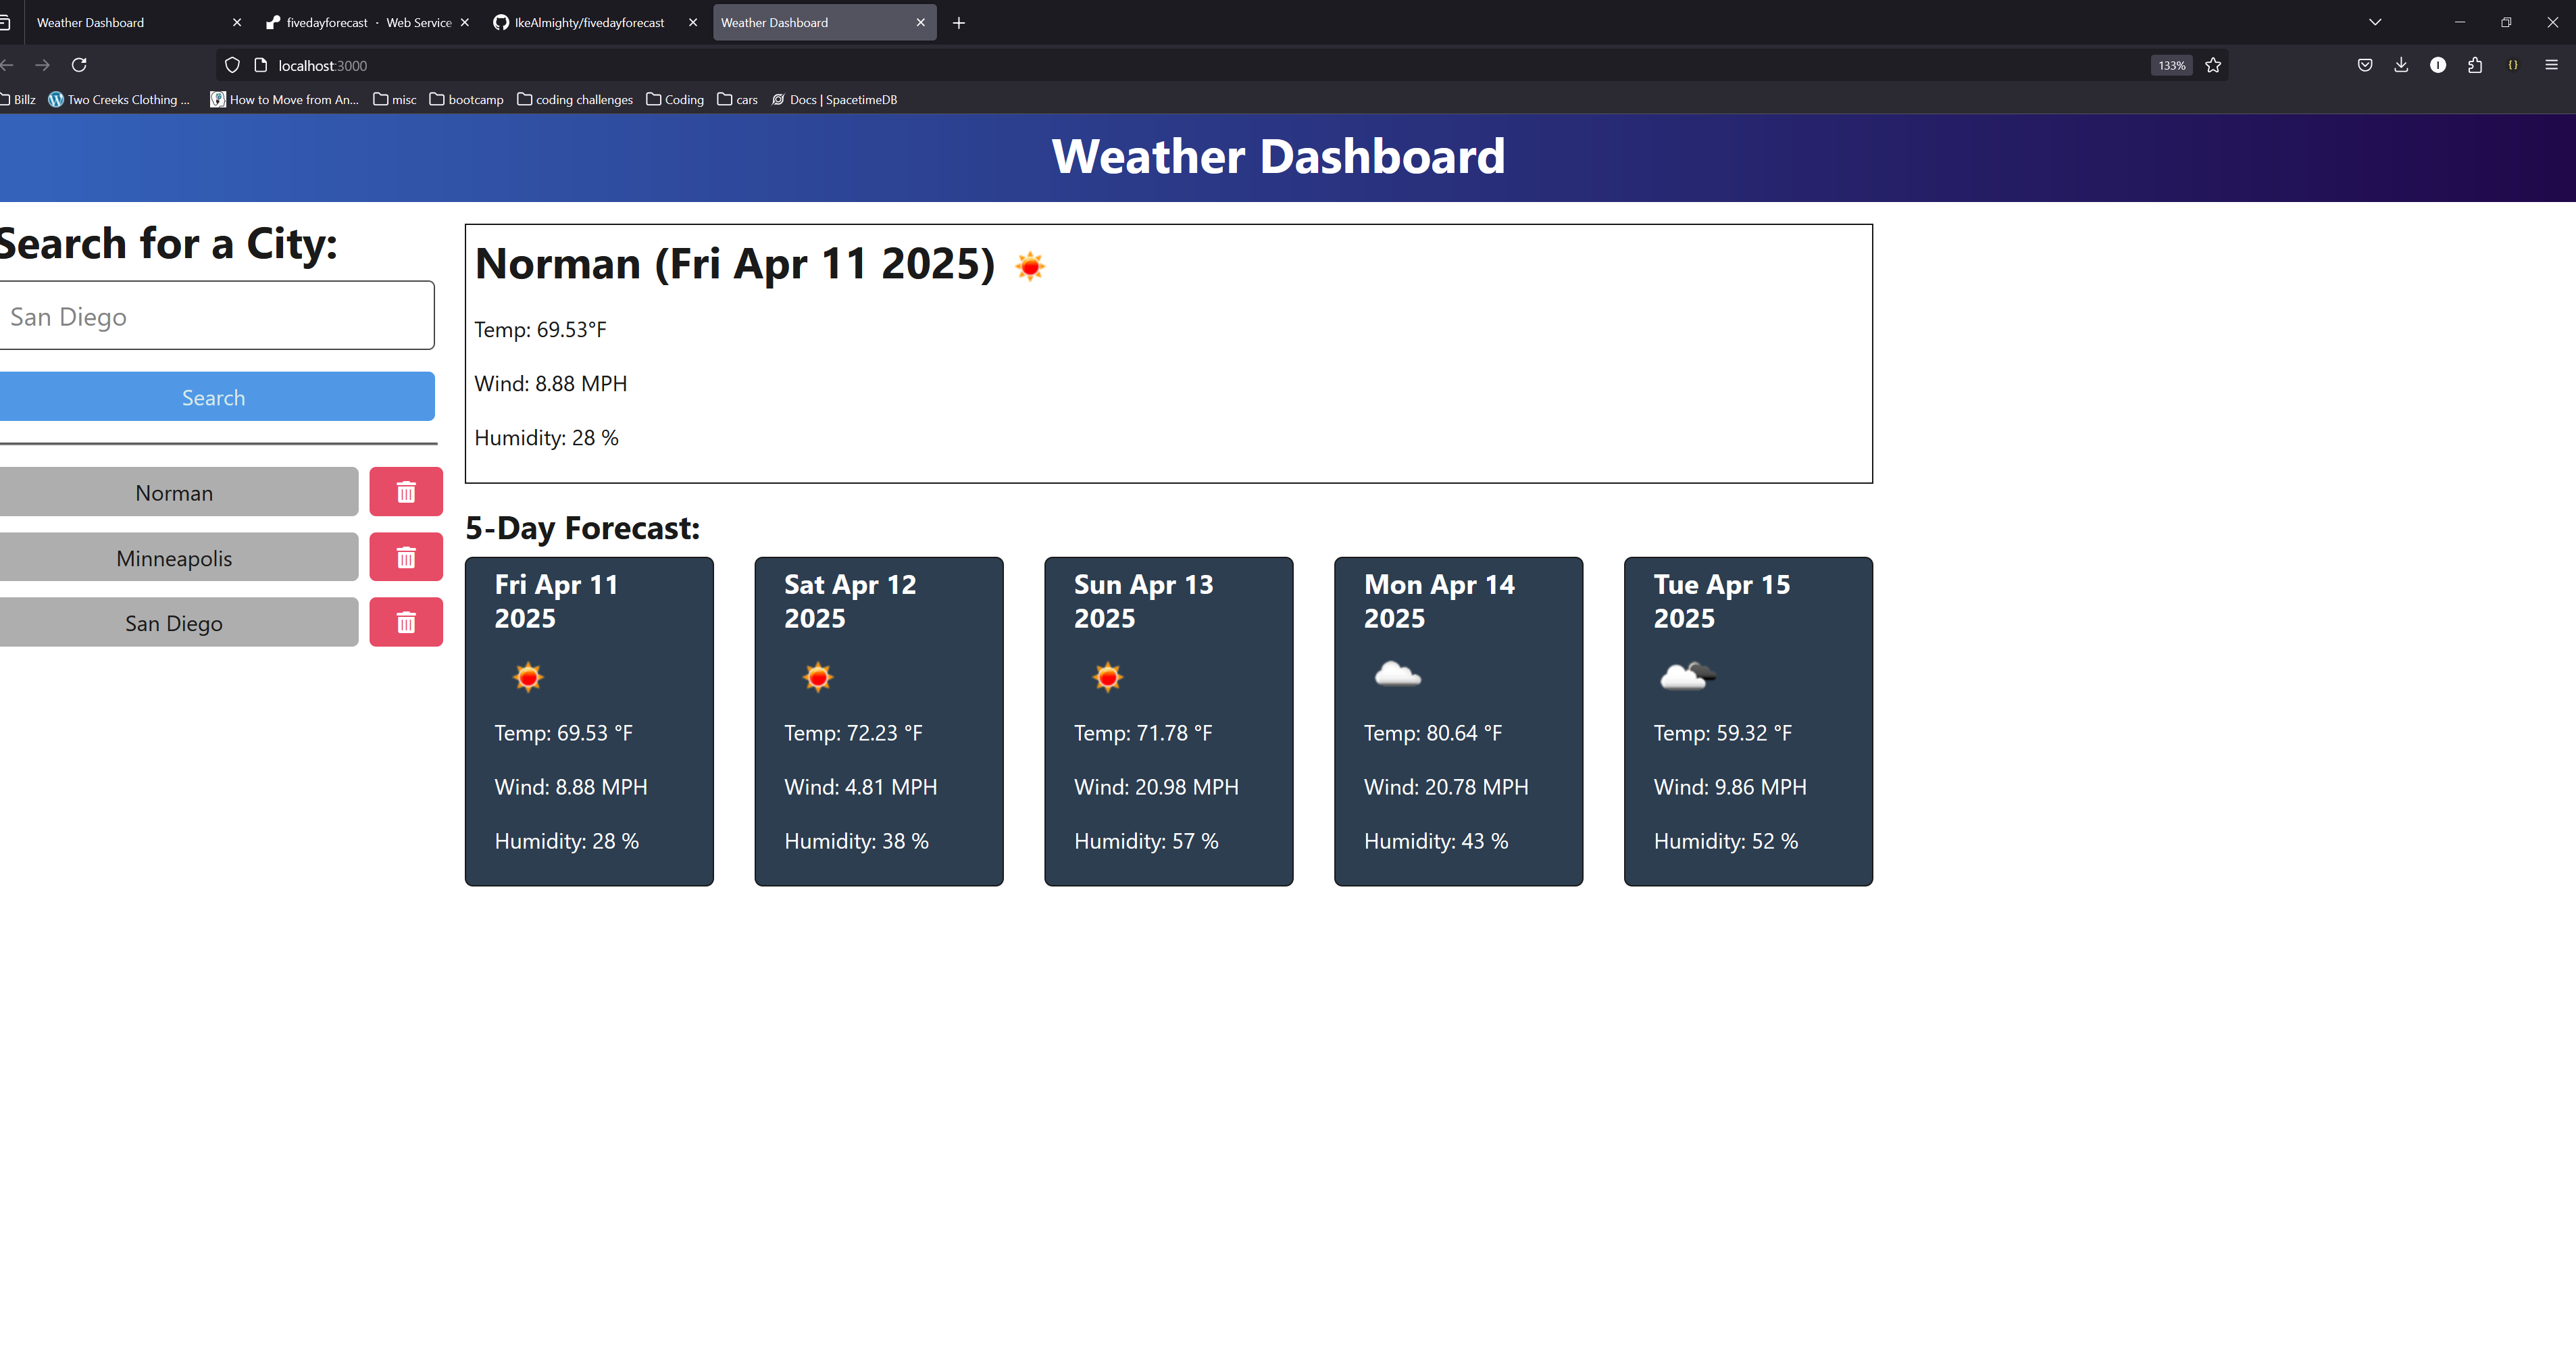 Weather Dashboard
fivedayforecast · Web Service
IkeAlmighty/fivedayforecast
Weather Dashboard
localhost:3000
133%
Billz
Two Creeks Clothing ...
How to Move from An...
misc
bootcamp
coding challenges
Coding
cars
Docs | SpacetimeDB
Weather Dashboard
Search for a City:
San Diego
Search
Norman
Minneapolis
San Diego
Norman (Fri Apr 11 2025)
Temp: 69.53°F
Wind: 8.88 MPH
Humidity: 28 %
5-Day Forecast:
Fri Apr 11
2025
Temp: 69.53 °F
Wind: 8.88 MPH
Humidity: 28 %
Sat Apr 12
2025
Temp: 72.23 °F
Wind: 4.81 MPH
Humidity: 38 %
Sun Apr 13
2025
Temp: 71.78 °F
Wind: 20.98 MPH
Humidity: 57 %
Mon Apr 14
2025
Temp: 80.64 °F
Wind: 20.78 MPH
Humidity: 43 %
Tue Apr 15
2025
Temp: 59.32 °F
Wind: 9.86 MPH
Humidity: 52 %